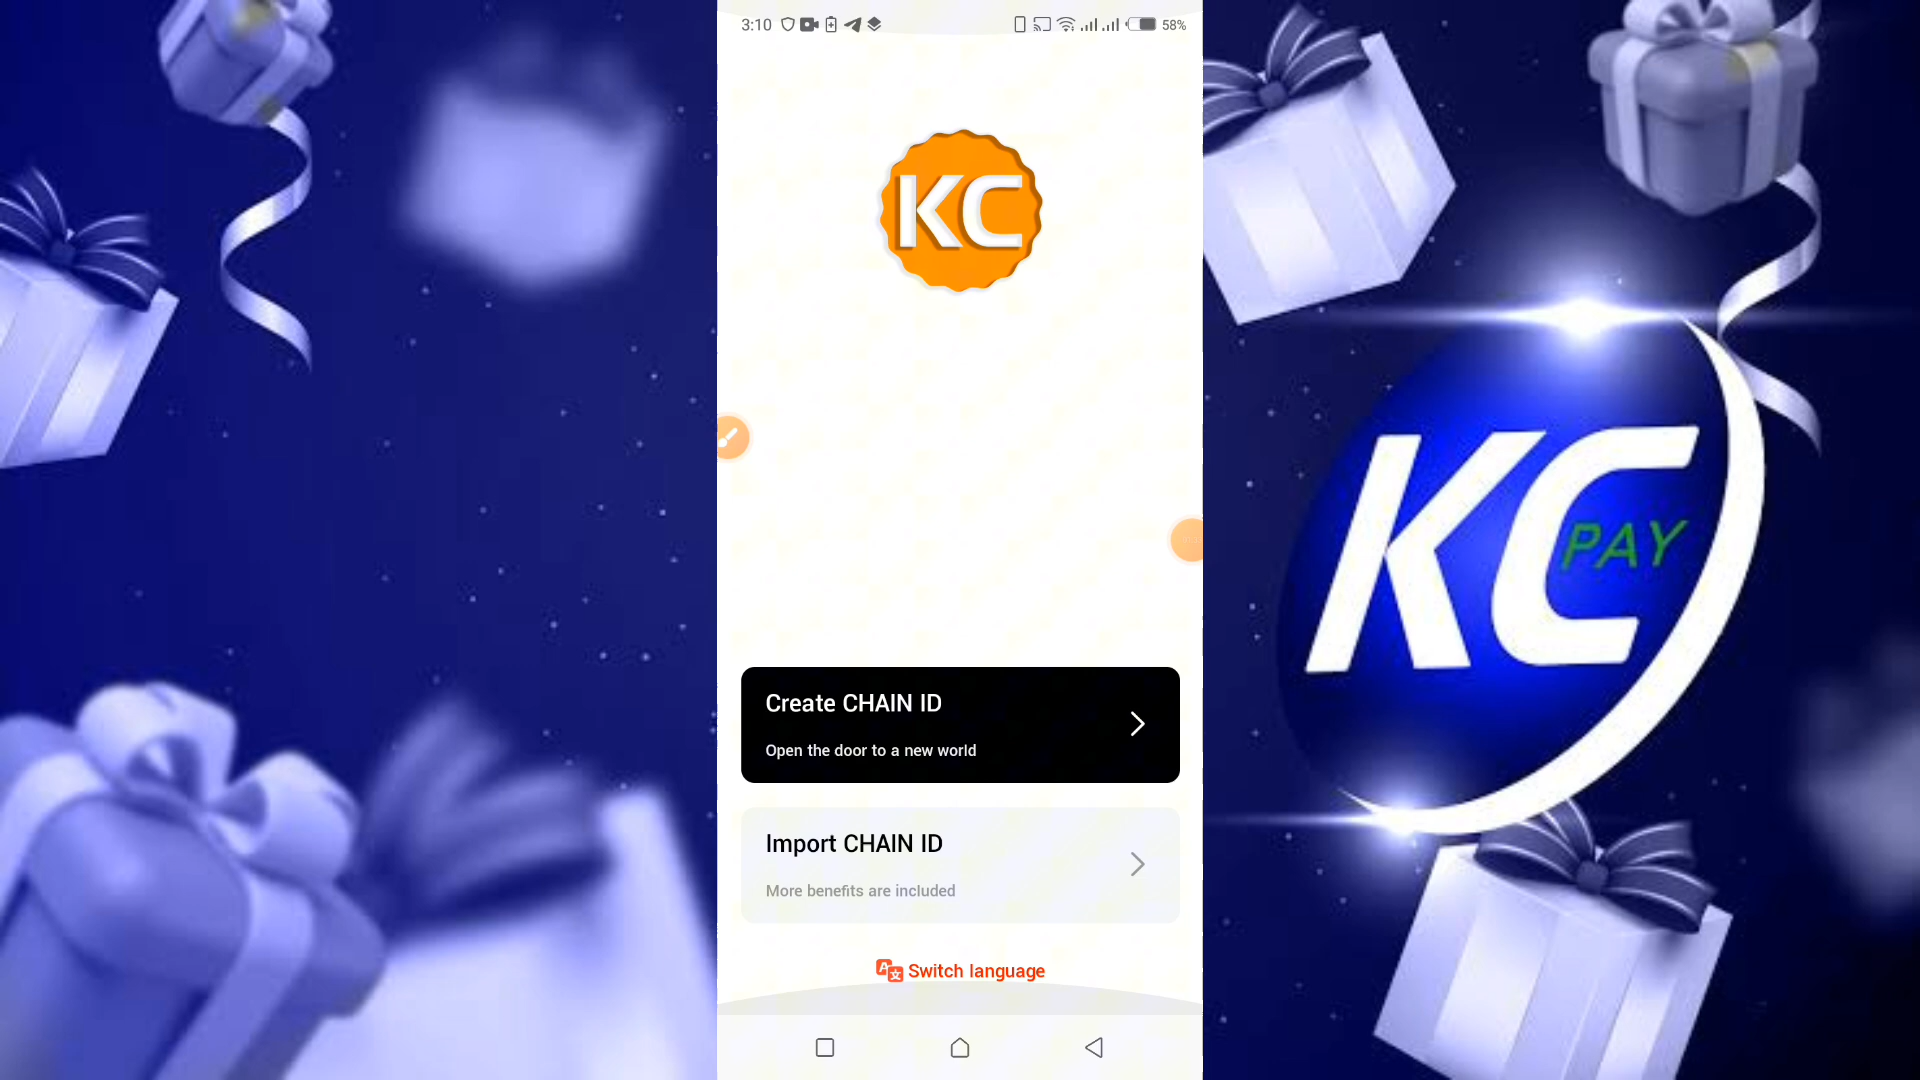 3:10
58%
KC
Create CHAIN ID
Open the door to a new world
Import CHAIN ID
More benefits are included
Switch language
KC
PAY